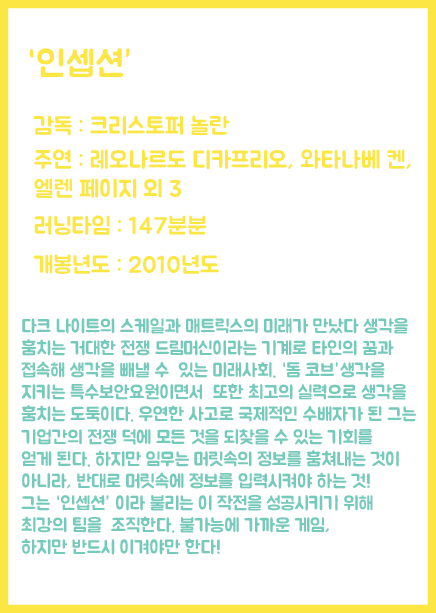 ‘인셉션’
감독 : 크리스토퍼 놀란
주연 : 레오나르도 디카프리오, 와타나베 켄,
엘렌 페이지 외 3
러닝타임 : 147분분
개봉년도 : 2010년도
다크 나이트의 스케일과 매트릭스의 미래가 만났다 생각을
훔치는 거대한 전쟁 드림머신이라는 기계로 타인의 꿈과
접속해 생각을 빼낼 수 있는 미래사회. ‘돔 코브’생각을
지키는 특수보안요원이면서 또한 최고의 실력으로 생각을
훔치는 도둑이다. 우연한 사고로 국제적인 수배자가 된 그는
기업간의 전쟁 덕에 모든 것을 되찾을 수 있는 기회를
얻게 된다. 하지만 임무는 머릿속의 정보를 훔쳐내는 것이
아니라, 반대로 머릿속에 정보를 입력시켜야 하는 것!
그는 ‘인셉션’ 이라 불리는 이 작전을 성공시키기 위해
최강의 팀을 조직한다. 불가능에 가까운 게임,
하지만 반드시 이겨야만 한다!